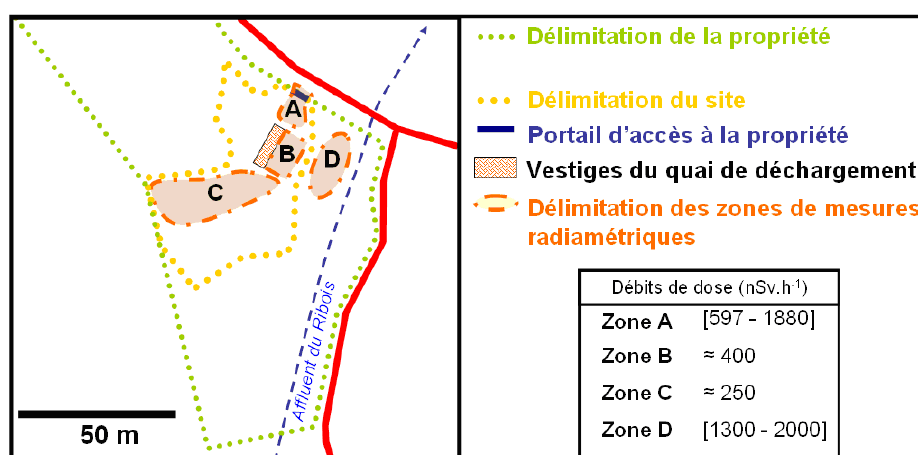 A
B
D
C
Affluent du Ribois
50 m
Délimitation de la propriété
Délimitation du site
Portail d'accès à la propriété
Vestiges du quai de déchargement
Délimitation des zones de mesures
radiamétriques
Débits de dose (nSv.h-1)
Zone A [597 - 1880]
Zone B ≈ 400
Zone C ≈ 250
Zone D [1300 - 2000]